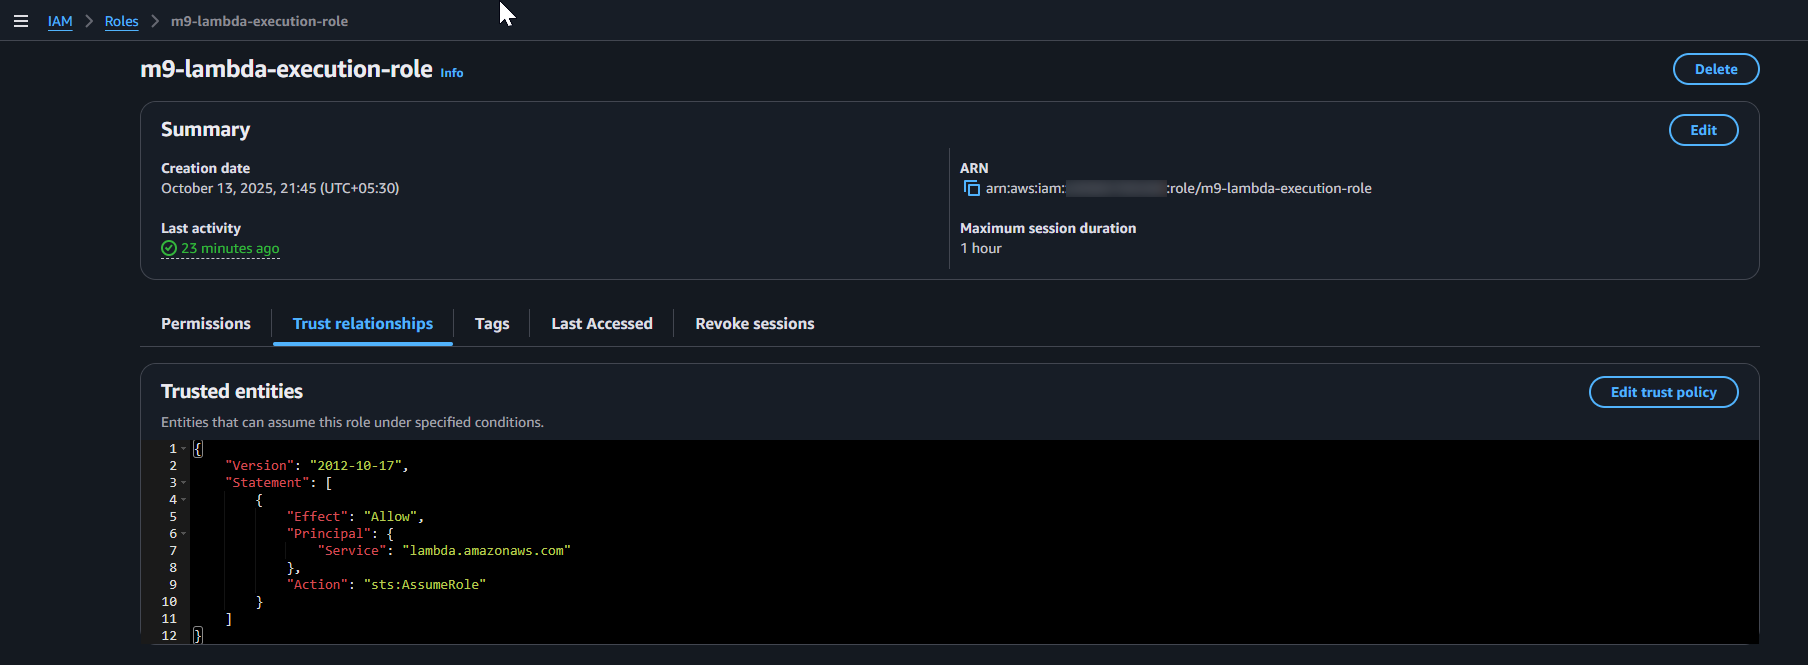 IAM > Roles > m9-lambda-execution-role
m9-lambda-execution-role Info
Delete
Summary
Edit
Creation date
October 13, 2025, 21:45 (UTC+05:30)
ARN
arn:aws:iam: :role/m9-lambda-execution-role
Last activity
23 minutes ago
Maximum session duration
1 hour
Permissions
Trust relationships
Tags
Last Accessed
Revoke sessions
Trusted entities
Edit trust policy
Entities that can assume this role under specified conditions.
1 {
2     "Version": "2012-10-17",
3     "Statement": [
4         {
5             "Effect": "Allow",
6             "Principal": {
7                 "Service": "lambda.amazonaws.com"
8             },
9             "Action": "sts:AssumeRole"
10         }
11     ]
12 }